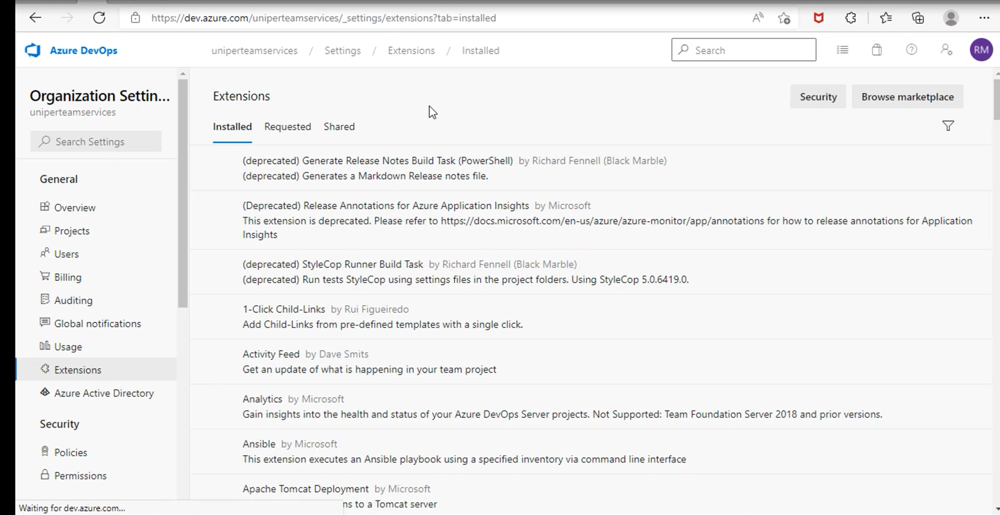 https://dev.azure.com/uniperteamservices/_settings/extensions?tab=installed
Azure DevOps
uniperteamservices / Settings / Extensions / Installed
Search
RM
Organization Settin...
uniperteamservices
Search Settings
General
Overview
Projects
Users
Billing
Auditing
Global notifications
Usage
Extensions
Azure Active Directory
Security
Policies
Permissions
Extensions
Security
Browse marketplace
Installed Requested Shared
(deprecated) Generate Release Notes Build Task (PowerShell) by Richard Fennell (Black Marble)
(deprecated) Generates a Markdown Release notes file.
(Deprecated) Release Annotations for Azure Application Insights by Microsoft
This extension is deprecated. Please refer to https://docs.microsoft.com/en-us/azure/azure-monitor/app/annotations for how to release annotations for Application
Insights
(deprecated) StyleCop Runner Build Task by Richard Fennell (Black Marble)
(deprecated) Run tests StyleCop using settings files in the project folders. Using StyleCop 5.0.6419.0.
1-Click Child-Links by Rui Figueiredo
Add Child-Links from pre-defined templates with a single click.
Activity Feed by Dave Smits
Get an update of what is happening in your team project
Analytics by Microsoft
Gain insights into the health and status of your Azure DevOps Server projects. Not Supported: Team Foundation Server 2018 and prior versions.
Ansible by Microsoft
This extension executes an Ansible playbook using a specified inventory via command line interface
Apache Tomcat Deployment by Microsoft
ns to a Tomcat server
Waiting for dev.azure.com...